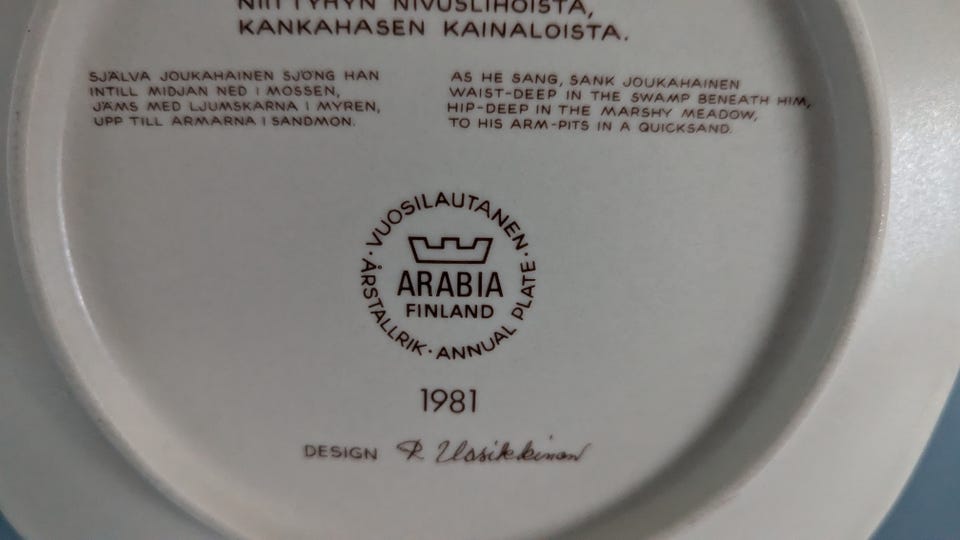 NIITTYHYN NIVUSLIHOISTA,
KANKAHASEN KAINALOISTA.
SJÄLVA JOUKAHAINEN SJÖNG HAN
INTILL MIDJAN NED I MOSSEN,
JÄMS MED LJUMSKARNA I MYREN,
UPP TILL ARMARNA I SANDMON.
AS HE SANG, SANK JOUKAHAINEN
WAIST-DEEP IN THE SWAMP BENEATH HIM,
HIP-DEEP IN THE MARSHY MEADOW,
TO HIS ARM-PITS IN A QUICKSAND.
· VUOSILAUTANEN · ANNUAL PLATE · ÅRSTALLRIK
ARABIA
FINLAND
1981
DESIGN R Uosikkinen